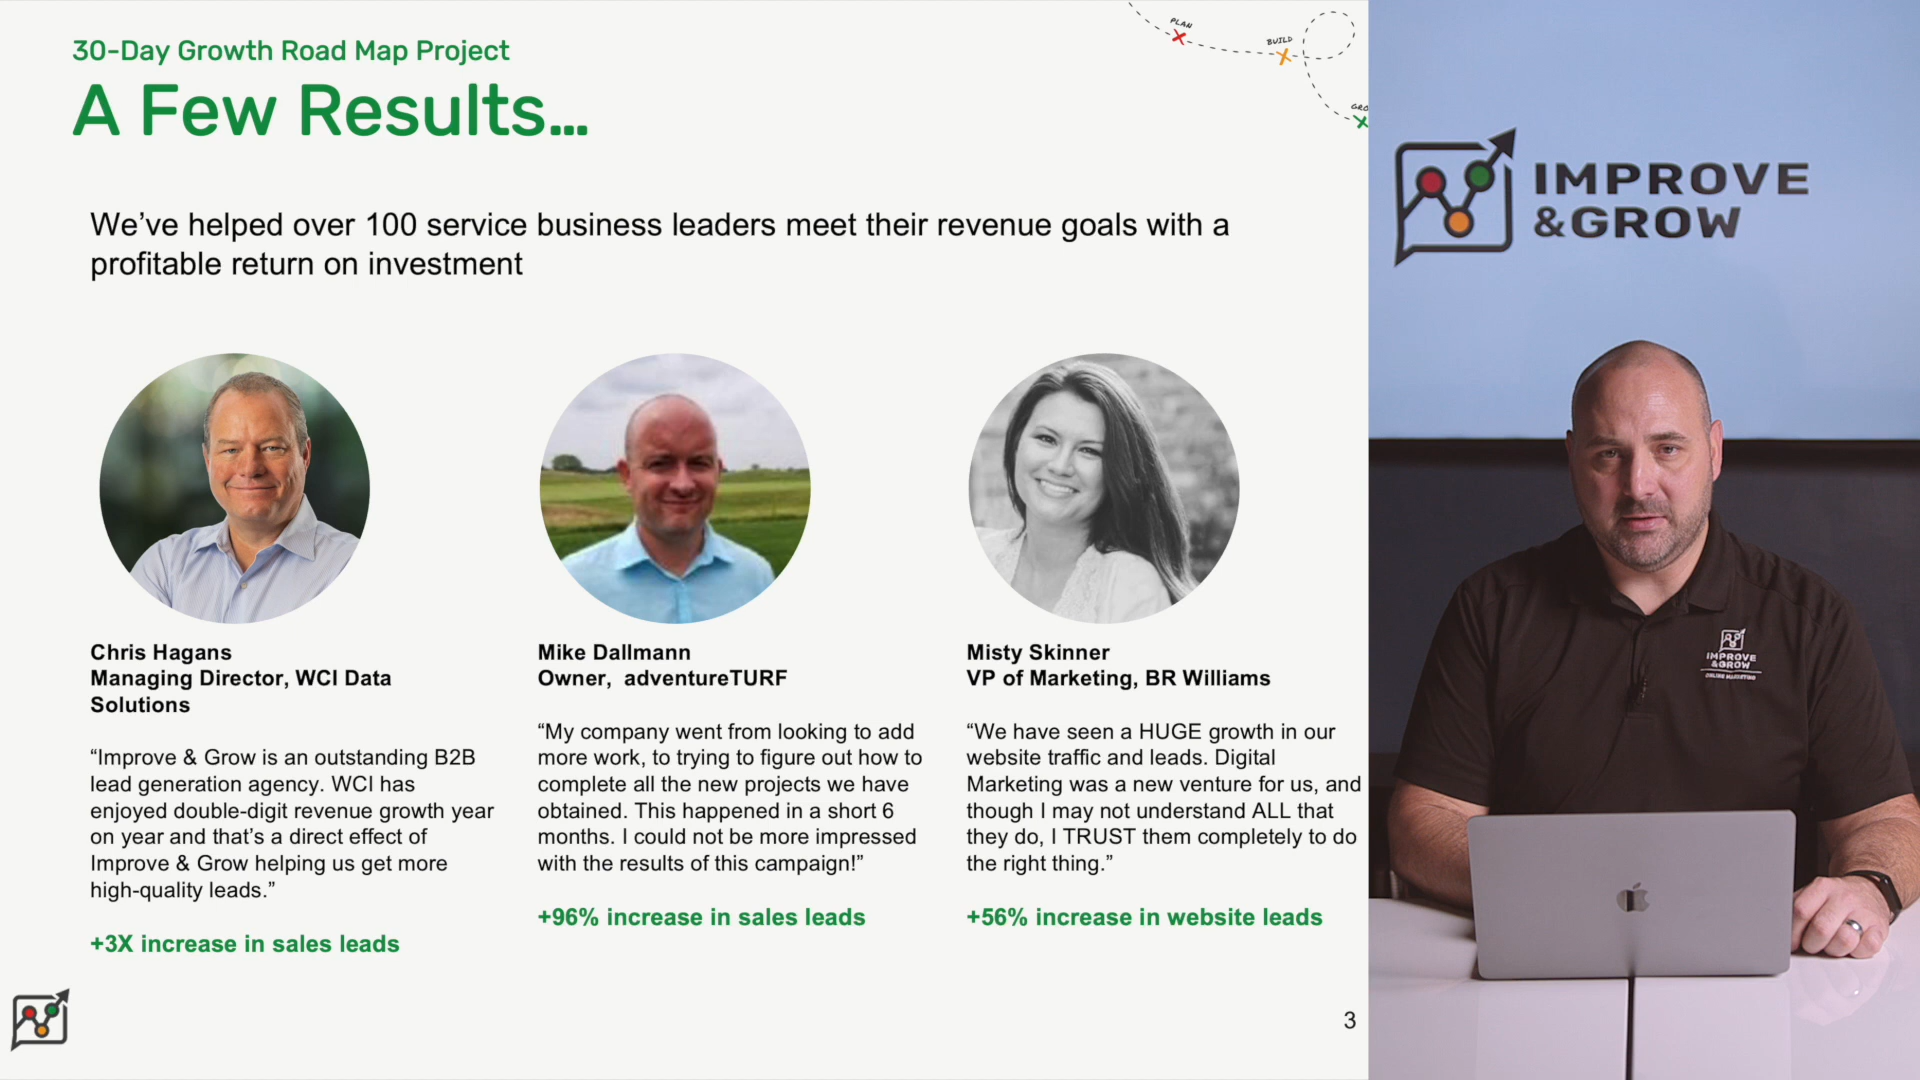 30-Day Growth Road Map Project
A Few Results...
PLAN
BUILD
GRO
We've helped over 100 service business leaders meet their revenue goals with a
profitable return on investment
Chris Hagans
Managing Director, WCI Data
Solutions
“Improve & Grow is an outstanding B2B
lead generation agency. WCI has
enjoyed double-digit revenue growth year
on year and that’s a direct effect of
Improve & Grow helping us get more
high-quality leads.”
+3X increase in sales leads
Mike Dallmann
Owner, adventureTURF
“My company went from looking to add
more work, to trying to figure out how to
complete all the new projects we have
obtained. This happened in a short 6
months. I could not be more impressed
with the results of this campaign!”
+96% increase in sales leads
Misty Skinner
VP of Marketing, BR Williams
“We have seen a HUGE growth in our
website traffic and leads. Digital
Marketing was a new venture for us, and
though I may not understand ALL that
they do, I TRUST them completely to do
the right thing.”
+56% increase in website leads
3
IMPROVE
&GROW
IMPROVE
&GROW
ONLINE MARKETING